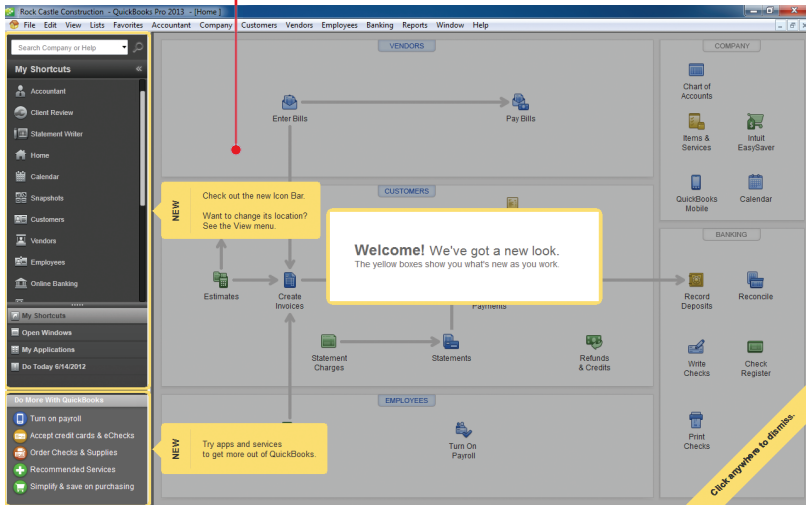 Rock Castle Construction - QuickBooks Pro 2013 - [Home]
File Edit View Lists Favorites Accountant Company Customers Vendors Employees Banking Reports Window Help
Search Company or Help
My Shortcuts
Accountant
Client Review
Statement Writer
Home
Calendar
Snapshots
Customers
Vendors
Employees
Online Banking
My Shortcuts
Open Windows
My Applications
Do Today 6/14/2012
Do More With QuickBooks
Turn on payroll
Accept credit cards & eChecks
Order Checks & Supplies
Recommended Services
Simplify & save on purchasing
VENDORS
Enter Bills
Pay Bills
NEW
Check out the new Icon Bar.
Want to change its location?
See the View menu.
CUSTOMERS
Welcome! We've got a new look.
The yellow boxes show you what's new as you work.
Estimates
Create
Invoices
Payments
Statement
Charges
Statements
Refunds
& Credits
EMPLOYEES
NEW
Try apps and services
to get more out of QuickBooks.
Turn On
Payroll
COMPANY
Chart of
Accounts
Items &
Services
Intuit
EasySaver
QuickBooks
Mobile
Calendar
BANKING
Record
Deposits
Reconcile
Write
Checks
Check
Register
Print
Checks
Click anywhere to dismiss.